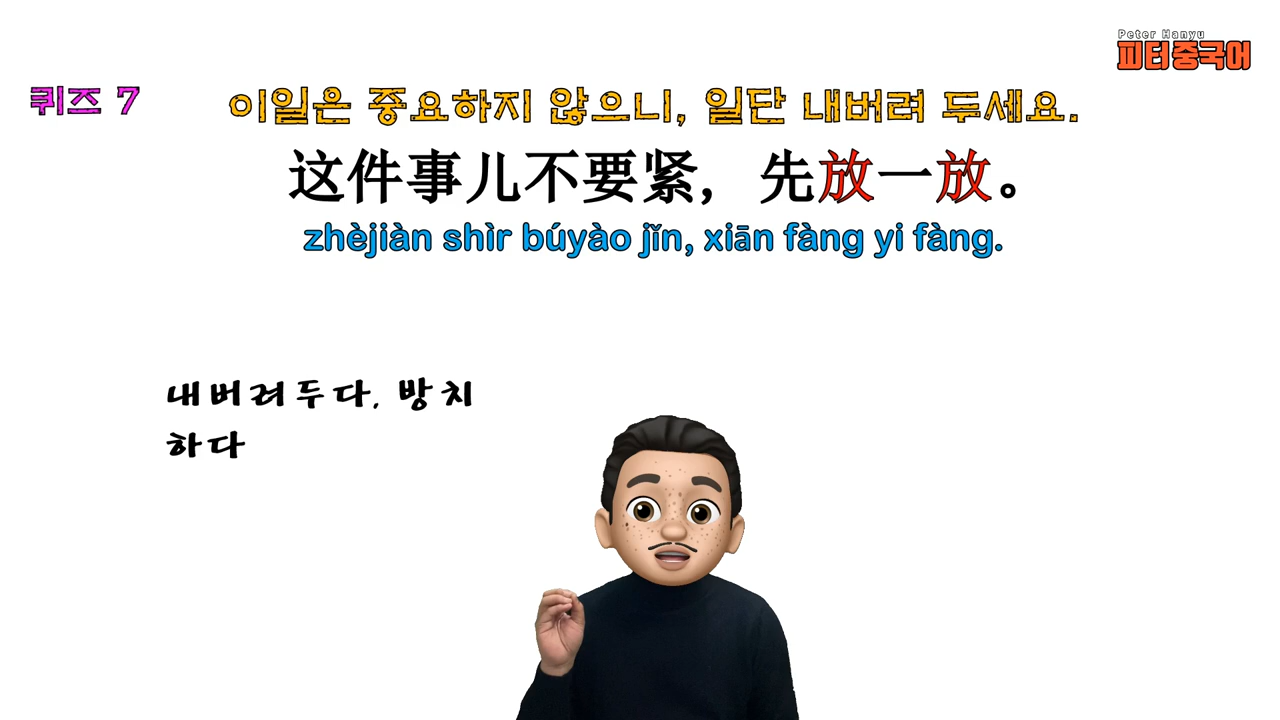 Peter Hanyu
피터중국어
퀴즈 7
이일은 중요하지 않으니, 일단 내버려 두세요.
这件事儿不要紧，先放一放。
zhèjiàn shìr búyào jǐn, xiān fàng yi fàng.
내버려두다, 방치
하다